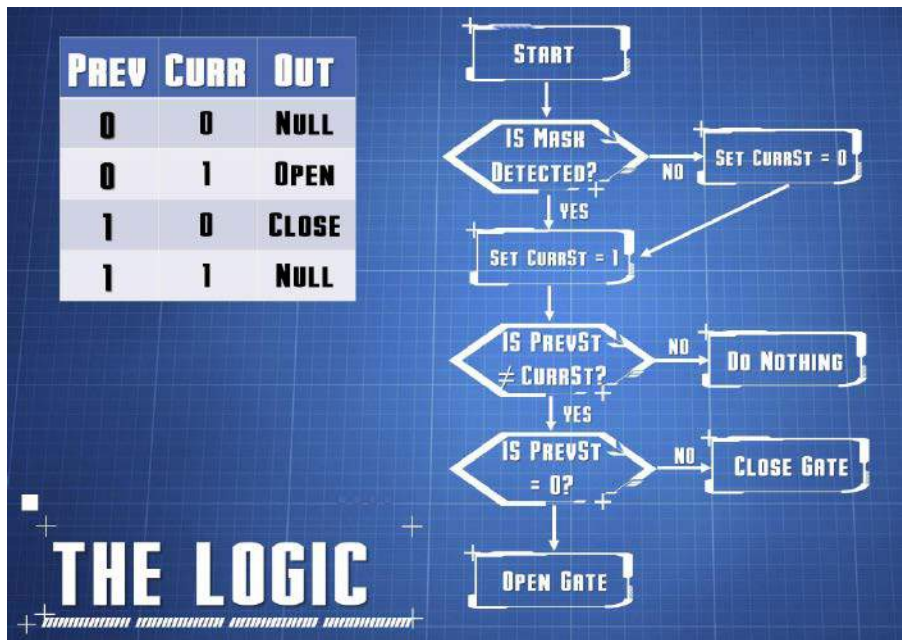 PREV CURR OUT
0 0 NULL
0 1 OPEN
1 0 CLOSE
1 1 NULL
START
IS MASK
DETECTED?
NO
SET CURRST = 0
YES
SET CURRST = 1
IS PREVST
≠ CURRST?
NO
DO NOTHING
YES
IS PREVST
= 0?
NO
CLOSE GATE
OPEN GATE
THE LOGIC